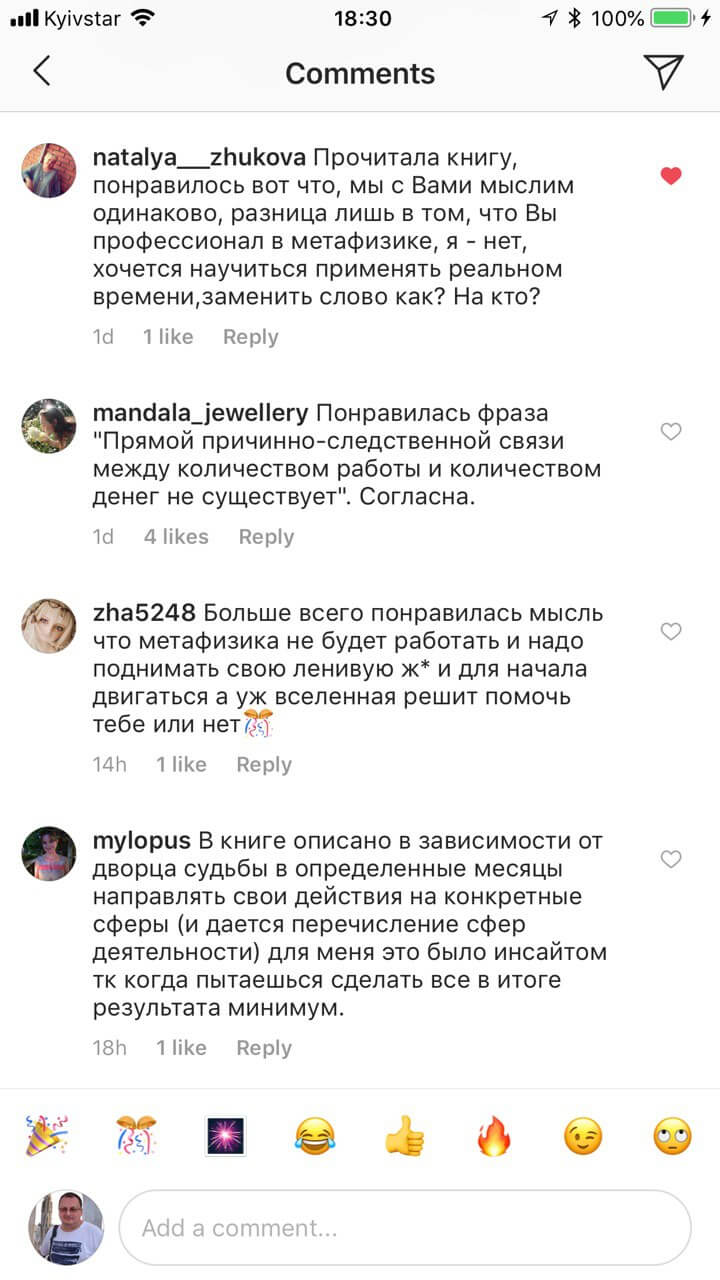 Kyivstar 18:30 100%
Comments
natalya___zhukova Прочитала книгу,
понравилось вот что, мы с Вами мыслим
одинаково, разница лишь в том, что Вы
профессионал в метафизике, я - нет,
хочется научиться применять реальном
времени,заменить слово как? На кто?
1d 1 like Reply
mandala_jewellery Понравилась фраза
"Прямой причинно-следственной связи
между количеством работы и количеством
денег не существует". Согласна.
1d 4 likes Reply
zha5248 Больше всего понравилась мысль
что метафизика не будет работать и надо
поднимать свою ленивую ж* и для начала
двигаться а уж вселенная решит помочь
тебе или нет🎊
14h 1 like Reply
mylopus В книге описано в зависимости от
дворца судьбы в определенные месяцы
направлять свои действия на конкретные
сферы (и дается перечисление сфер
деятельности) для меня это было инсайтом
тк когда пытаешься сделать все в итоге
результата минимум.
18h 1 like Reply
Add a comment...